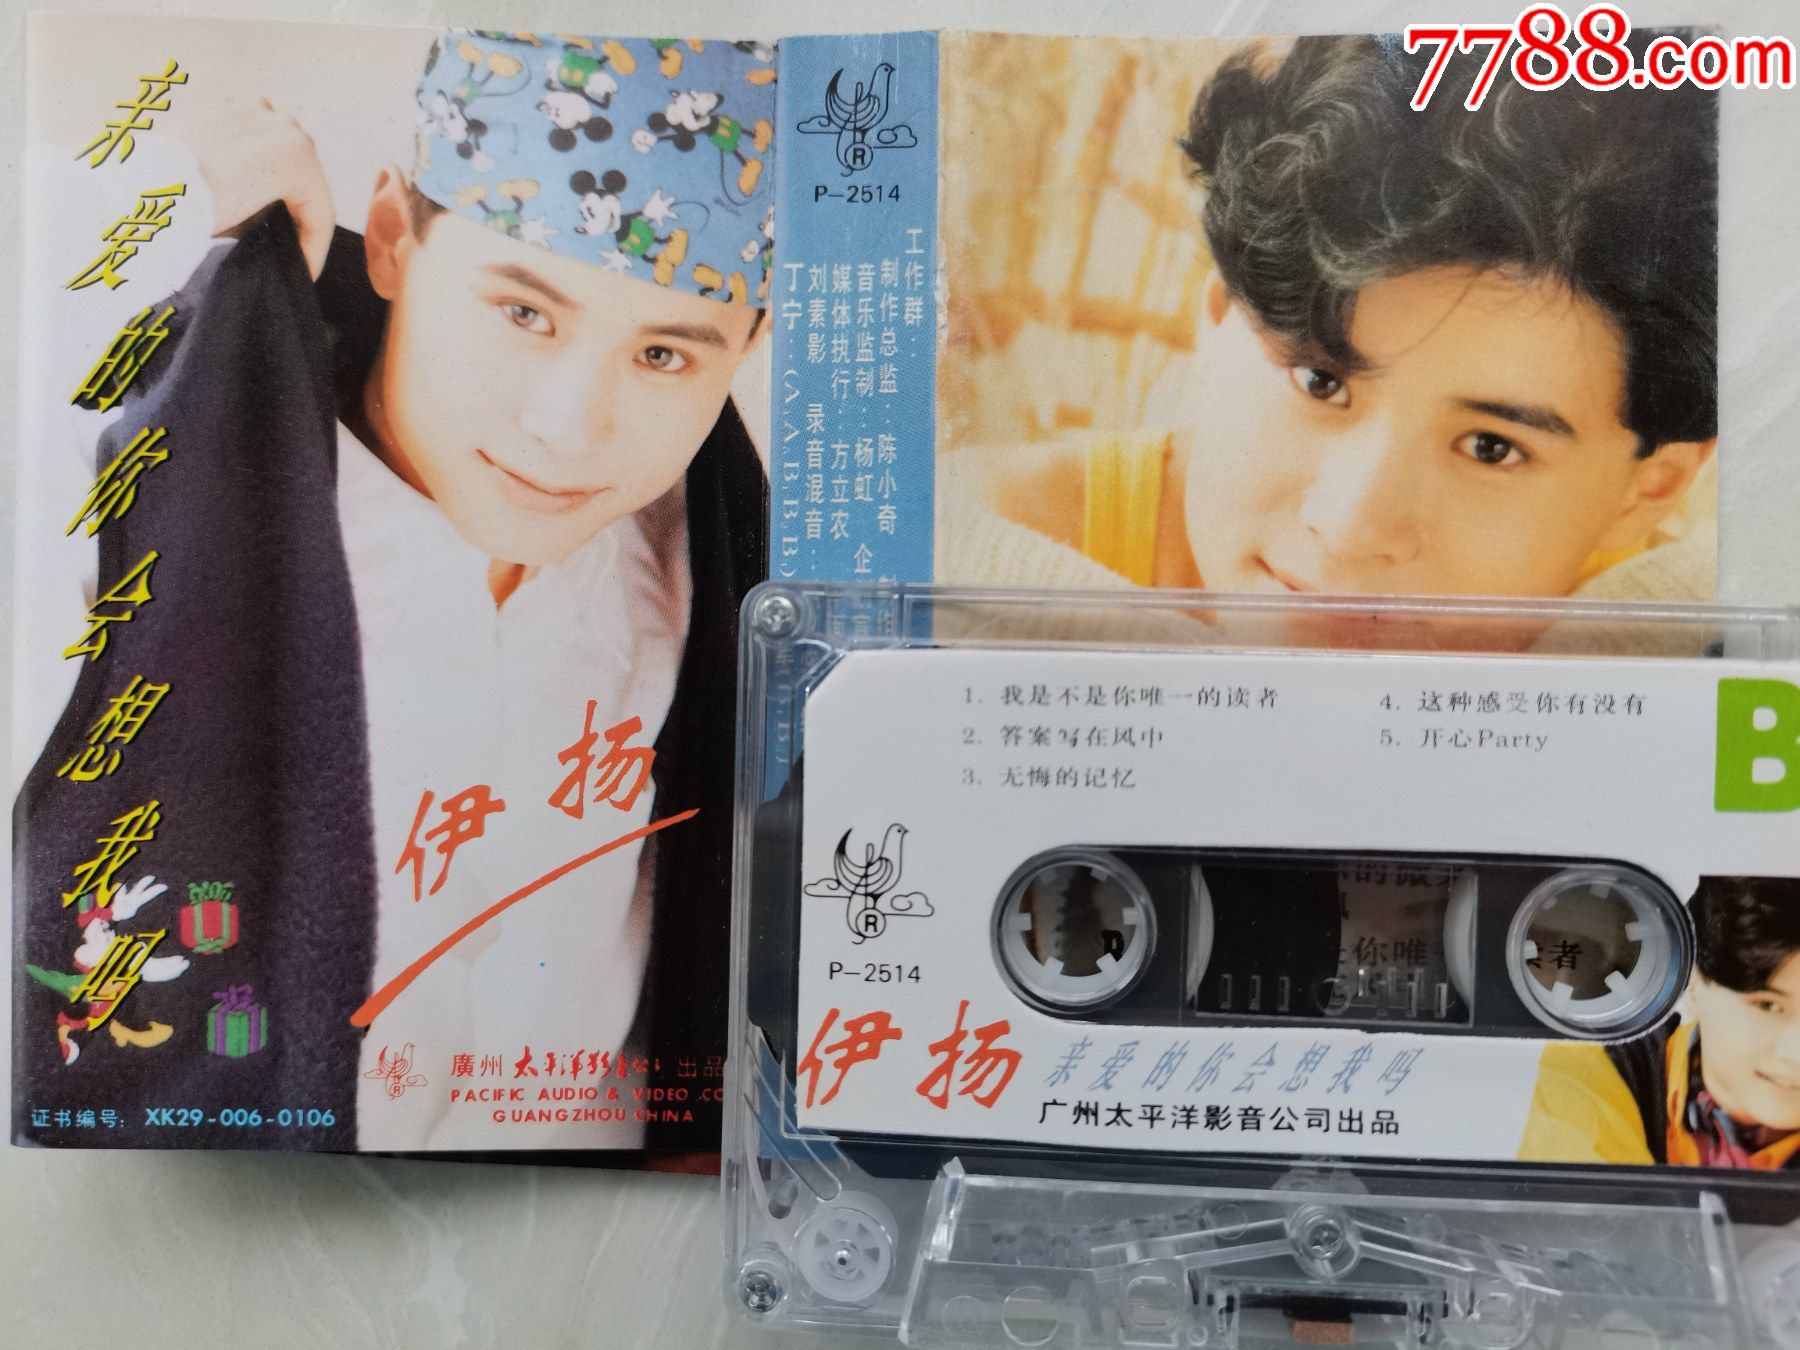 7788.com
亲爱的你会想我吗
伊扬
廣州太平洋影音公司出品
PACIFIC AUDIO & VIDEO CO
GUANGZHOU CHINA
证书编号：XK29-006-0106
R
P-2514
工作群：
制作总监：陈小奇
音乐监制：杨虹 企
媒体执行：方立农
刘素影 录音混音：
丁宁：(A.A.B.B.B.)
B
1. 我是不是你唯一的读者
2. 答案写在风中
3. 无悔的记忆
4. 这种感受你有没有
5. 开心Party
R
P-2514
伊扬 亲爱的你会想我吗
广州太平洋影音公司出品